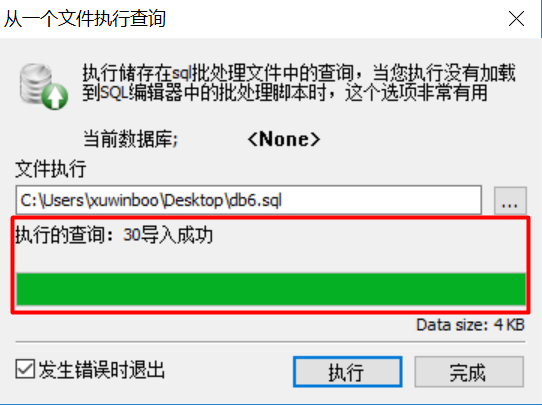 从一个文件执行查询
执行储存在sql批处理文件中的查询，当您执行没有加载
到SQL编辑器中的批处理脚本时，这个选项非常有用
当前数据库; <None>
文件执行
C:\Users\xuwinboo\Desktop\db6.sql ...
执行的查询：30导入成功
Data size: 4 KB
发生错误时退出 执行 完成